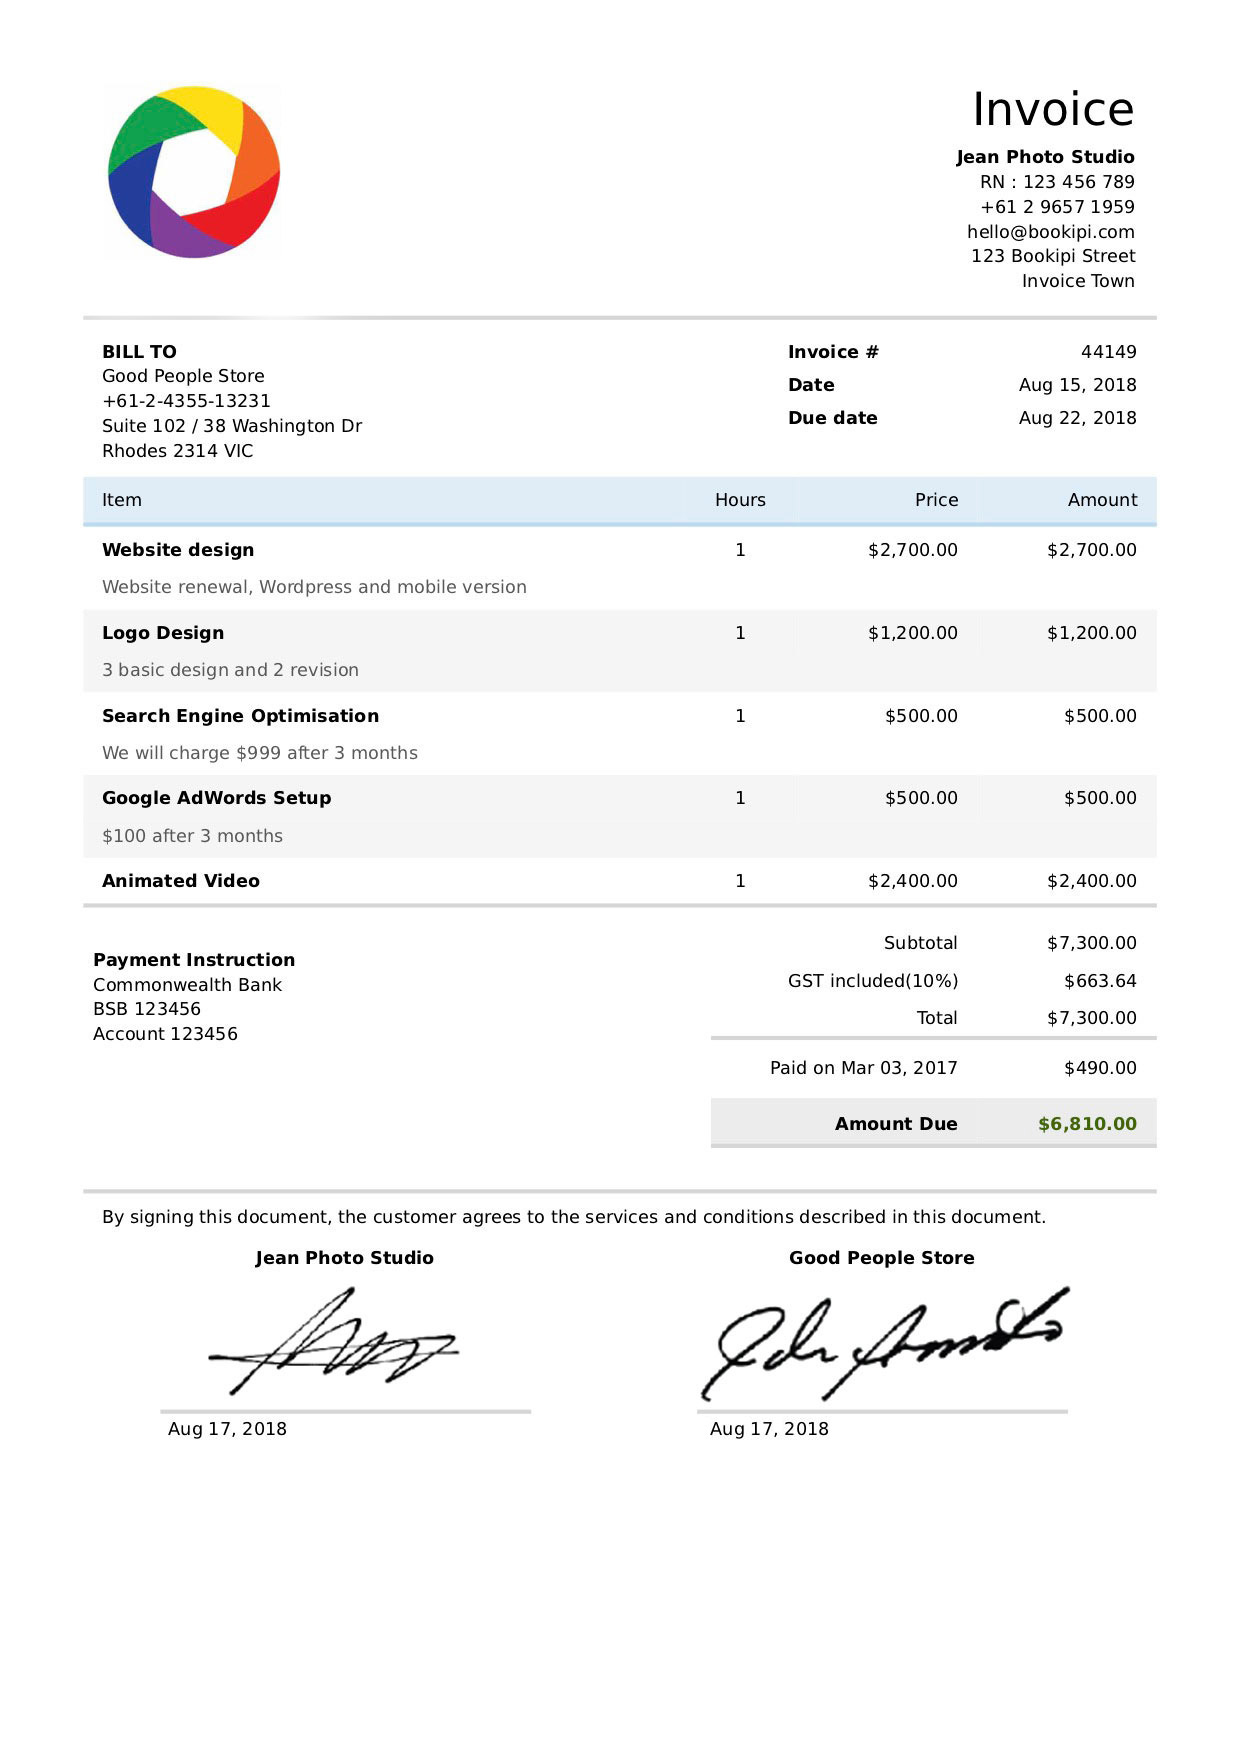 Invoice
Jean Photo Studio
RN : 123 456 789
+61 2 9657 1959
hello@bookipi.com
123 Bookipi Street
Invoice Town
BILL TO
Good People Store
+61-2-4355-13231
Suite 102 / 38 Washington Dr
Rhodes 2314 VIC
Invoice # 44149
Date Aug 15, 2018
Due date Aug 22, 2018
Item Hours Price Amount
Website design 1 $2,700.00 $2,700.00
Website renewal, Wordpress and mobile version
Logo Design 1 $1,200.00 $1,200.00
3 basic design and 2 revision
Search Engine Optimisation 1 $500.00 $500.00
We will charge $999 after 3 months
Google AdWords Setup 1 $500.00 $500.00
$100 after 3 months
Animated Video 1 $2,400.00 $2,400.00
Payment Instruction
Commonwealth Bank
BSB 123456
Account 123456
Subtotal $7,300.00
GST included(10%) $663.64
Total $7,300.00
Paid on Mar 03, 2017 $490.00
Amount Due $6,810.00
By signing this document, the customer agrees to the services and conditions described in this document.
Jean Photo Studio Good People Store
Aug 17, 2018 Aug 17, 2018